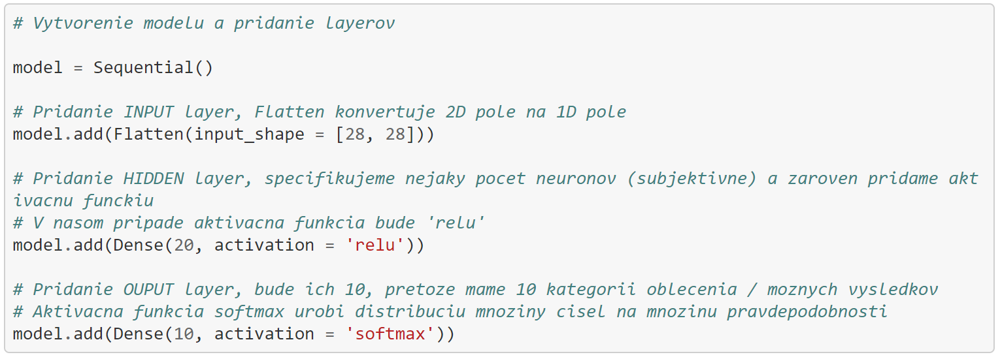 # Vytvorenie modelu a pridanie layerov
model = Sequential()
# Pridanie INPUT layer, Flatten konvertuje 2D pole na 1D pole
model.add(Flatten(input_shape = [28, 28]))
# Pridanie HIDDEN layer, specifikujeme nejaky pocet neuronov (subjektivne) a zaroven pridame akt
ivacnu funckiu
# V nasom pripade aktivacna funkcia bude 'relu'
model.add(Dense(20, activation = 'relu'))
# Pridanie OUPUT layer, bude ich 10, pretoze mame 10 kategorii oblecenia / moznych vysledkov
# Aktivacna funkcia softmax urobi distribuciu mnoziny cisel na mnozinu pravdepodobnosti
model.add(Dense(10, activation = 'softmax'))